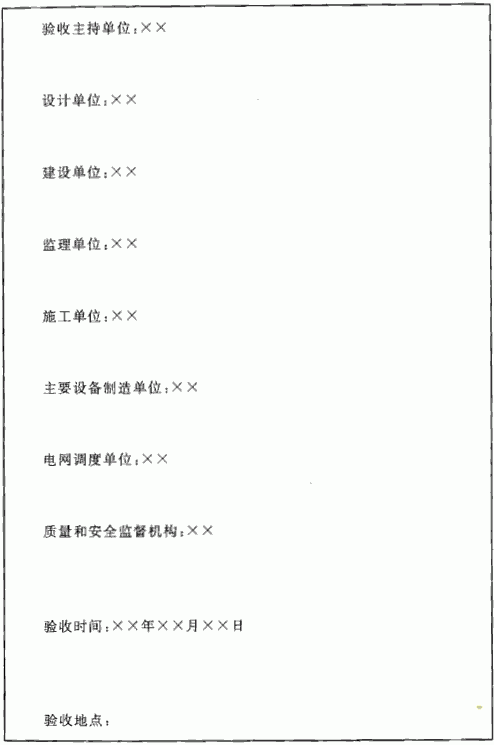 验收主持单位:××
设计单位:××
建设单位:××
监理单位:××
施工单位:××
主要设备制造单位:××
电网调度单位:××
质量和安全监督机构:××
验收时间:××年××月××日
验收地点: